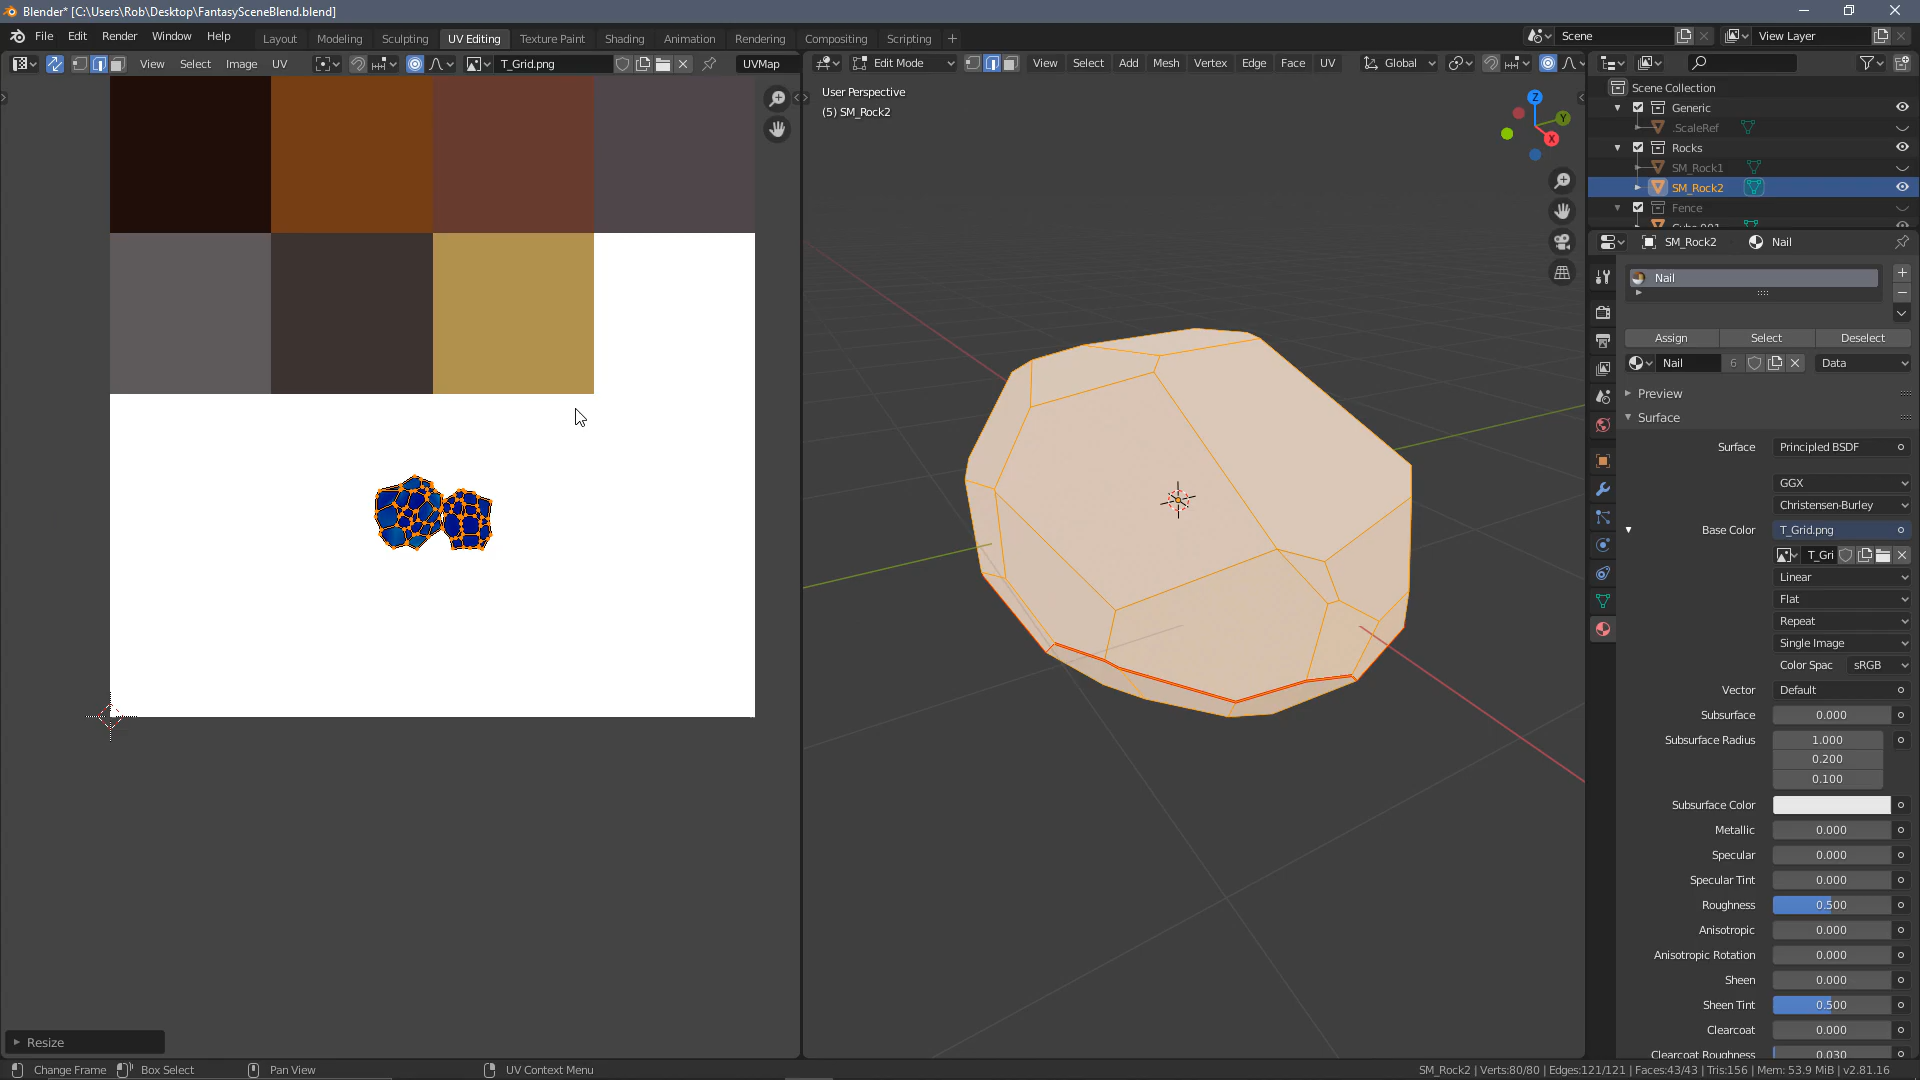 Blender* [C:\Users\Rob\Desktop\FantasySceneBlend.blend]
File Edit Render Window Help Layout Modeling Sculpting UV Editing Texture Paint Shading Animation Rendering Compositing Scripting + Scene View Layer
View Select Image UV T_Grid.png UVMap
Edit Mode View Select Add Mesh Vertex Edge Face UV Global
User Perspective
(5) SM_Rock2
Z
Y
X
Scene Collection
Generic
.ScaleRef
Rocks
SM_Rock1
SM_Rock2
Fence
SM_Rock2 Nail
Nail
Assign Select Deselect
Nail 6 Data
Preview
Surface
Surface Principled BSDF
GGX
Christensen-Burley
Base Color T_Grid.png
T_Gri
Linear
Flat
Repeat
Single Image
Color Spac sRGB
Vector Default
Subsurface 0.000
Subsurface Radius 1.000
0.200
0.100
Subsurface Color
Metallic 0.000
Specular 0.000
Specular Tint 0.000
Roughness 0.500
Anisotropic 0.000
Anisotropic Rotation 0.000
Sheen 0.000
Sheen Tint 0.500
Clearcoat 0.000
Clearcoat Roughness 0.030
Resize
Change Frame Box Select Pan View UV Context Menu
SM_Rock2 | Verts:80/80 | Edges:121/121 | Faces:43/43 | Tris:156 | Mem: 53.9 MiB | v2.81.16